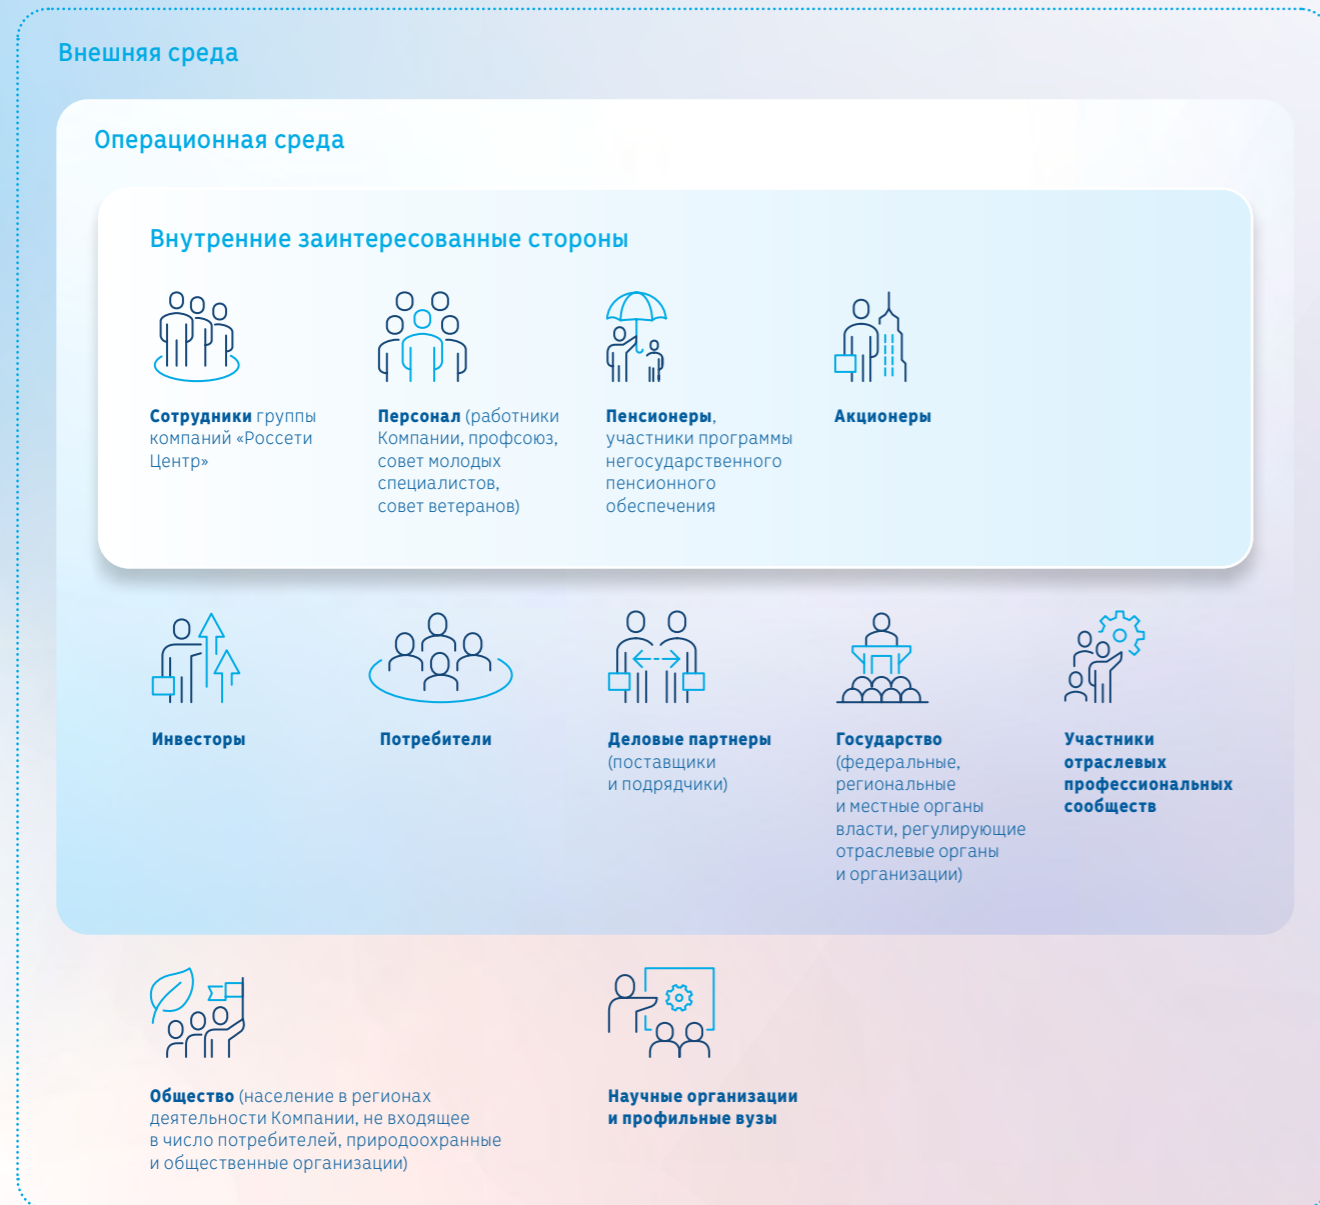 Внешняя среда
Операционная среда
Внутренние заинтересованные стороны
Сотрудники группы
компаний «Россети
Центр»
Персонал (работники
Компании, профсоюз,
совет молодых
специалистов,
совет ветеранов)
Пенсионеры,
участники программы
негосударственного
пенсионного
обеспечения
Акционеры
Инвесторы
Потребители
Деловые партнеры
(поставщики
и подрядчики)
Государство
(федеральные,
региональные
и местные органы
власти, регулирующие
отраслевые органы
и организации)
Участники
отраслевых
профессиональных
сообществ
Общество (население в регионах
деятельности Компании, не входящее
в число потребителей, природоохранные
и общественные организации)
Научные организации
и профильные вузы